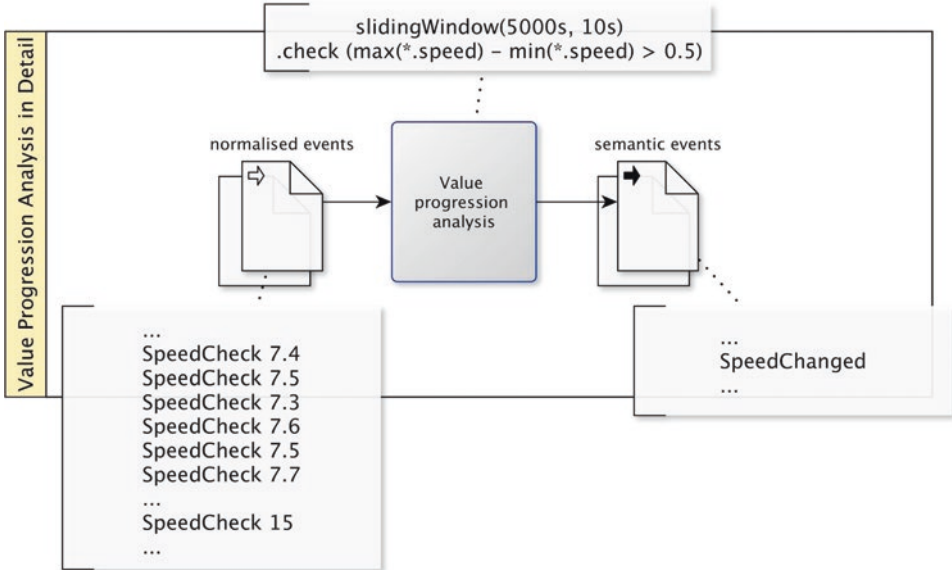 Value Progression Analysis in Detail
slidingWindow(5000s, 10s)
.check (max(*.speed) – min(*.speed) > 0.5)
normalised events
Value
progression
analysis
semantic events
...
SpeedCheck 7.4
SpeedCheck 7.5
SpeedCheck 7.3
SpeedCheck 7.6
SpeedCheck 7.5
SpeedCheck 7.7
...
SpeedCheck 15
...
...
SpeedChanged
...